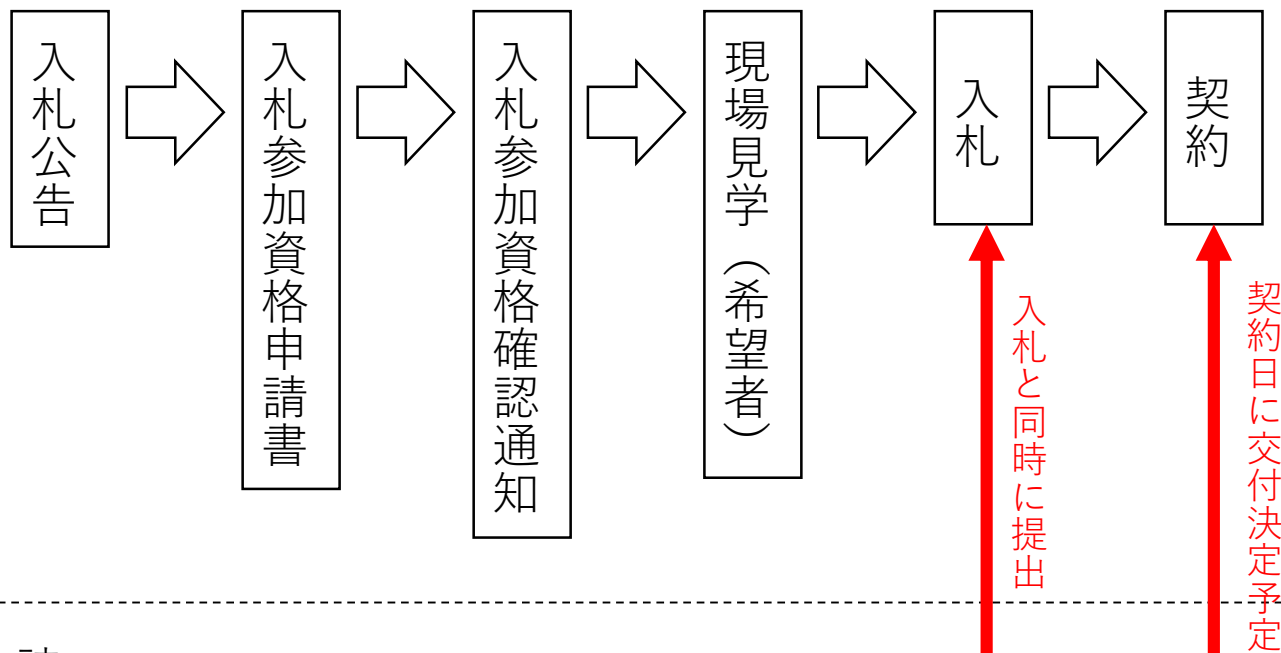 入札公告
入札参加資格申請書
入札参加資格確認通知
現場見学（希望者）
入札
契約
入札と同時に提出
契約日に交付決定予定